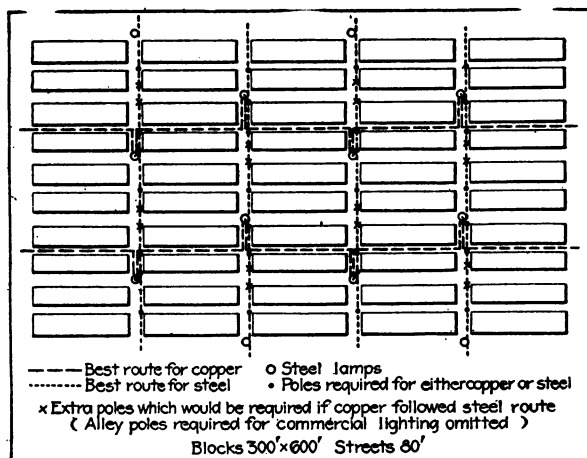 Best route for copper
Steel lamps
Best route for steel
Poles required for either copper or steel
x Extra poles which would be required if copper followed steel route
( Alley poles required for commercial lighting omitted )
Blocks 300'×600' Streets 80'